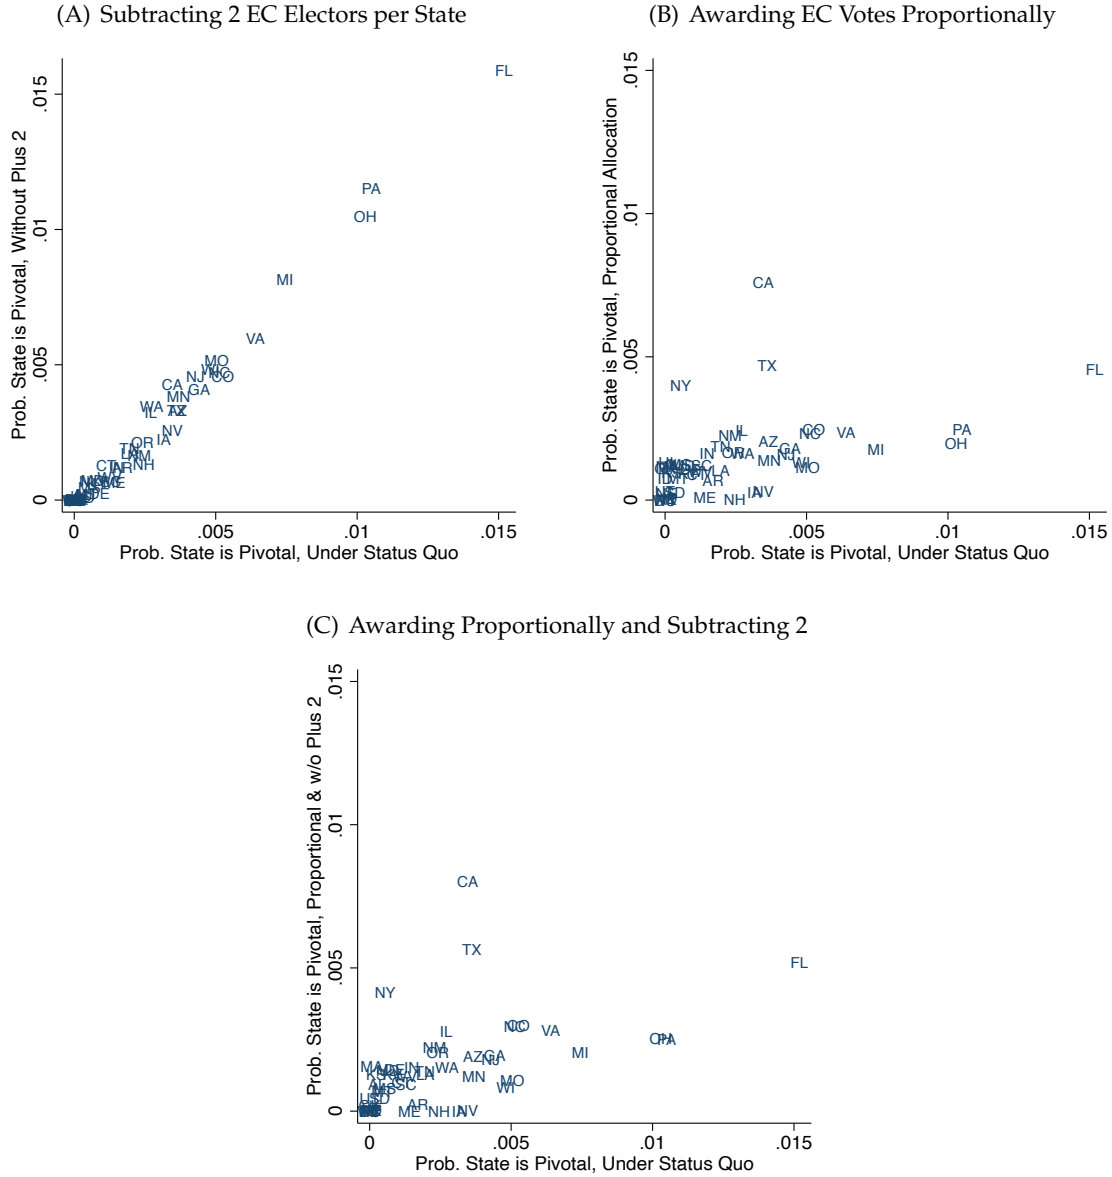 (A) Subtracting 2 EC Electors per State
Prob. State is Pivotal, Without Plus 2
.015
.01
.005
0
FL
PA
OH
MI
VA
MO
NC
NJ
CO
CA
GA
MN
WA
IL
NV
OR
IA
NM
NH
CT
0
.005
.01
.015
Prob. State is Pivotal, Under Status Quo
(B) Awarding EC Votes Proportionally
Prob. State is Pivotal, Proportional Allocation
.015
.01
.005
0
CA
TX
FL
NY
IL
NM
CO
NC
VA
PA
OH
TN
AZ
GA
MI
IN
WA
NJ
MN
WI
MO
LA
AR
ME
NH
IA
NV
0
.005
.01
.015
Prob. State is Pivotal, Under Status Quo
(C) Awarding Proportionally and Subtracting 2
Prob. State is Pivotal, Proportional & w/o Plus 2
.015
.01
.005
0
CA
TX
FL
NY
IL
NC
CO
VA
OH
PA
NM
OR
AZ
GA
NJ
MI
MA
IN
WA
TN
MN
MO
WI
SC
AR
ME
NH
IA
NV
0
.005
.01
.015
Prob. State is Pivotal, Under Status Quo